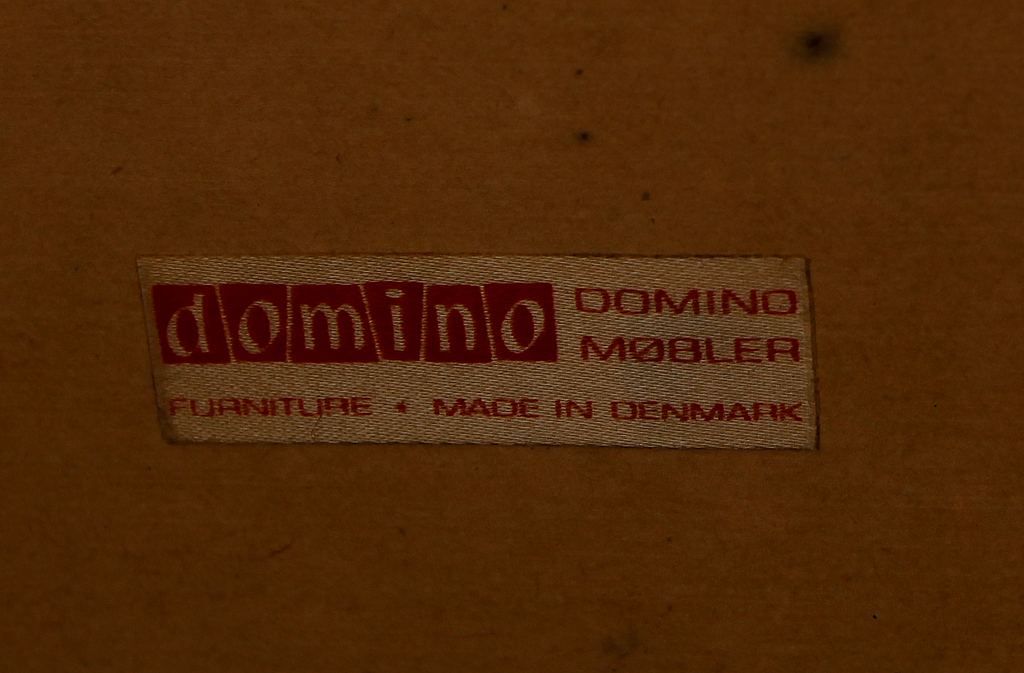 domino
DOMINO
MØBLER
FURNITURE ★ MADE IN DENMARK